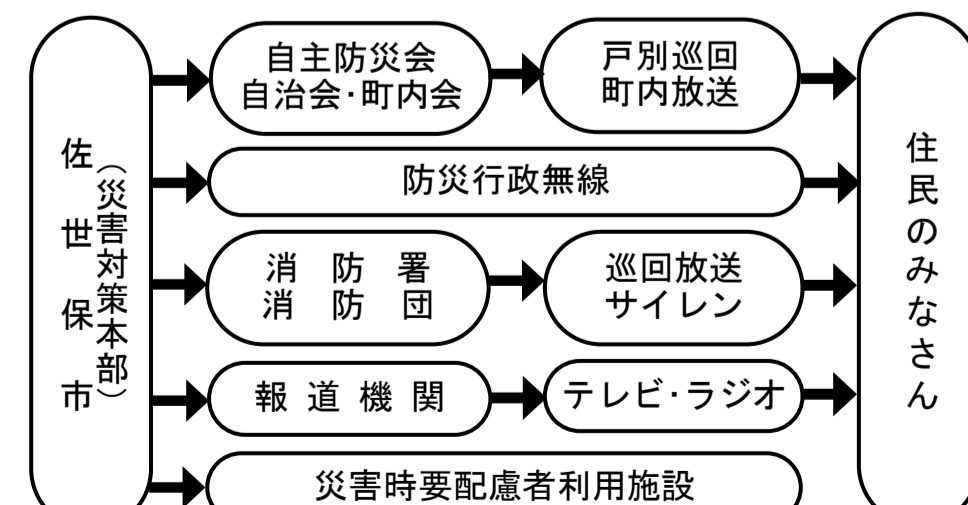 佐世保市
（災害対策本部）
自主防災会
自治会・町内会
戸別巡回
町内放送
防災行政無線
消防署
消防団
巡回放送
サイレン
報道機関
テレビ・ラジオ
災害時要配慮者利用施設
住民のみなさん